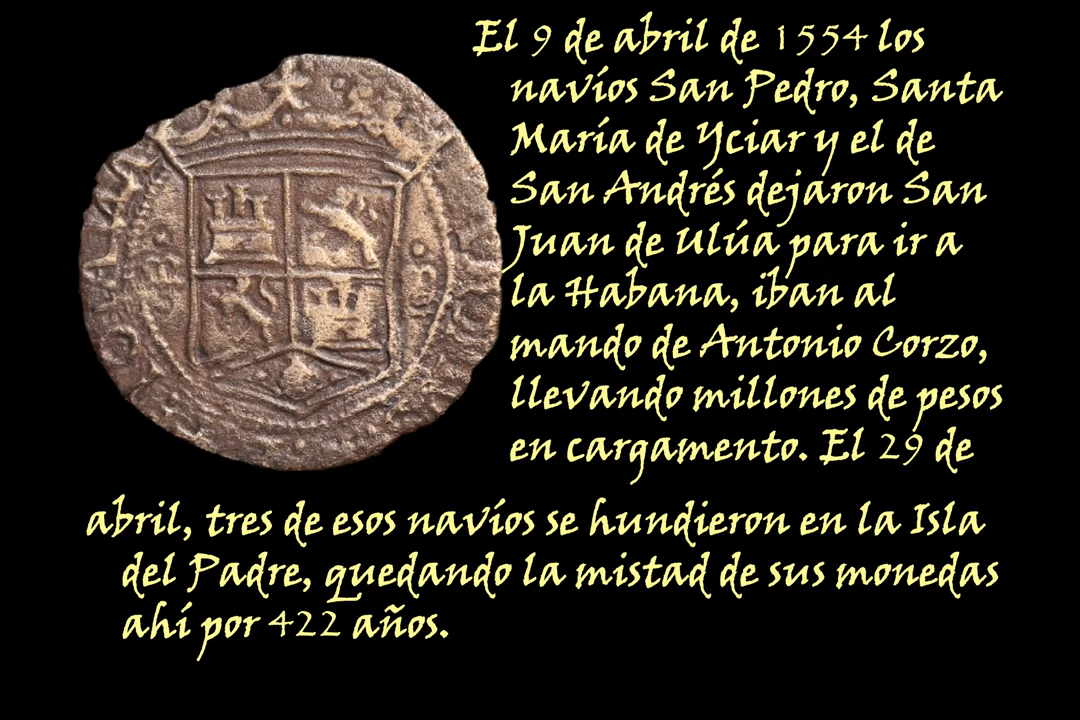 El 9 de abril de 1554 los
navíos San Pedro, Santa
María de Yciar y el de
San Andrés dejaron San
Juan de Ulúa para ir a
la Habana, iban al
mando de Antonio Corzo,
llevando millones de pesos
en cargamento. El 29 de
abril, tres de esos navíos se hundieron en la Isla
del Padre, quedando la mistad de sus monedas
ahí por 422 años.